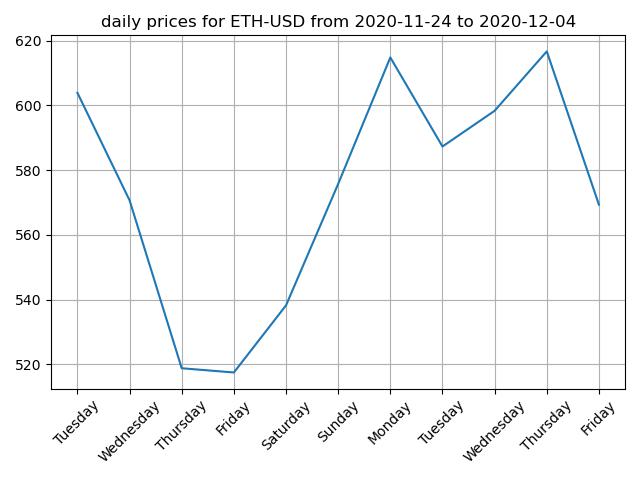 daily prices for ETH-USD from 2020-11-24 to 2020-12-04
620
600
580
560
540
520
Tuesday
Wednesday
Thursday
Friday
Saturday
Sunday
Monday
Tuesday
Wednesday
Thursday
Friday